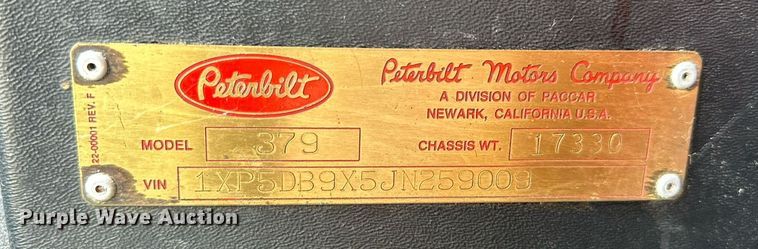 Peterbilt
Peterbilt Motors Company
A DIVISION OF PACCAR
NEWARK, CALIFORNIA U.S.A.
MODEL 379 CHASSIS WT. 17330
VIN 1XP5DB9X5JN259009
22-00001 REV. F
Purple Wave Auction